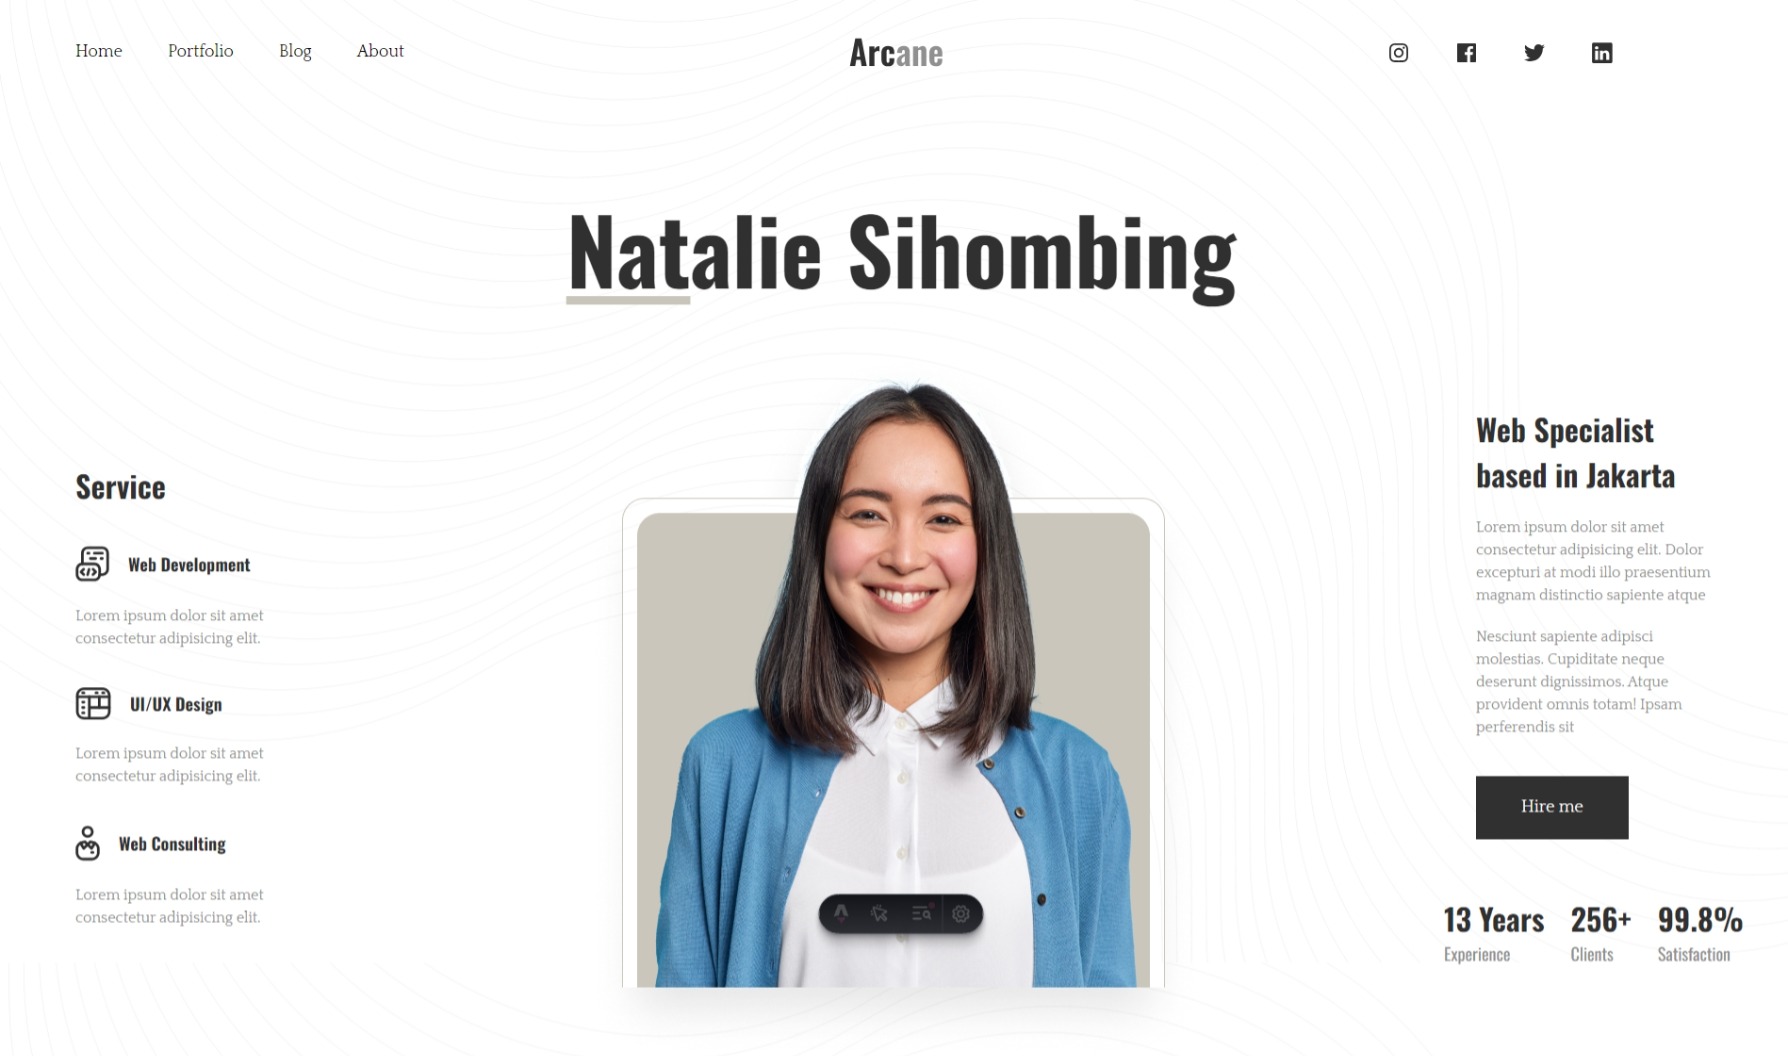 Home Portfolio Blog About
Arcane
Natalie Sihombing
Service
Web Development
Lorem ipsum dolor sit amet
consectetur adipisicing elit.
UI/UX Design
Lorem ipsum dolor sit amet
consectetur adipisicing elit.
Web Consulting
Lorem ipsum dolor sit amet
consectetur adipisicing elit.
Web Specialist
based in Jakarta
Lorem ipsum dolor sit amet
consectetur adipisicing elit. Dolor
excepturi at modi illo praesentium
magnam distinctio sapiente atque
Nesciunt sapiente adipisci
molestias. Cupiditate neque
deserunt dignissimos. Atque
provident omnis totam! Ipsam
perferendis sit
Hire me
13 Years 256+ 99.8%
Experience Clients Satisfaction